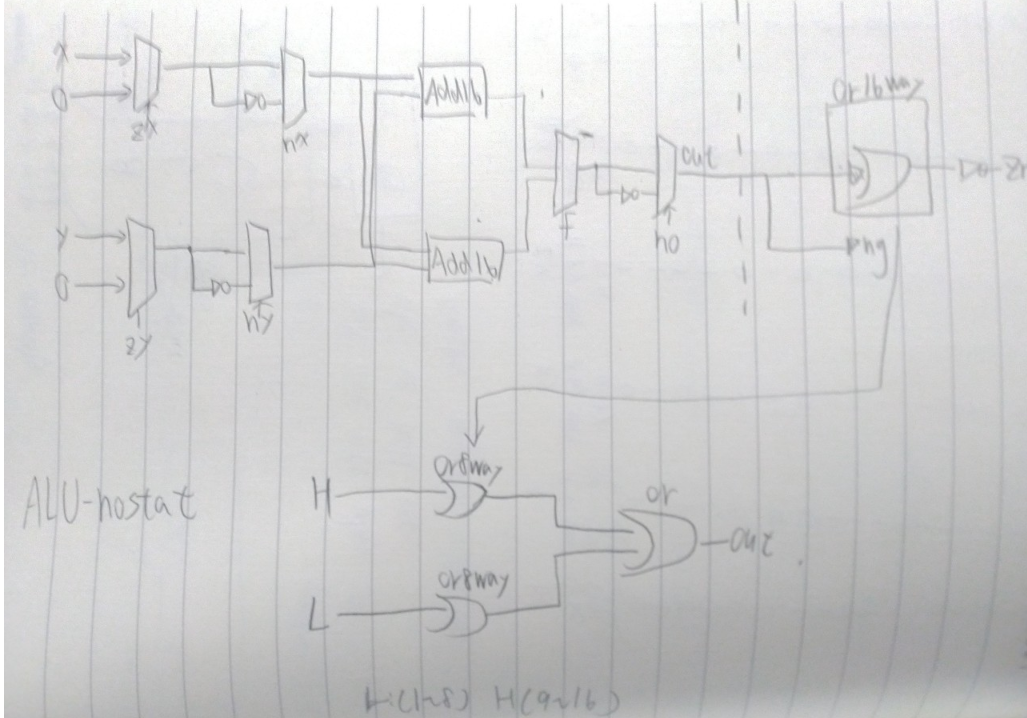 x
0
zx
nx
Add16
y
0
zy
ny
Add16
f
no
out
Or16way
zr
ng
ALU-nostat
H
or8way
L
or8way
or
out
L:(1~8) H(9~16)